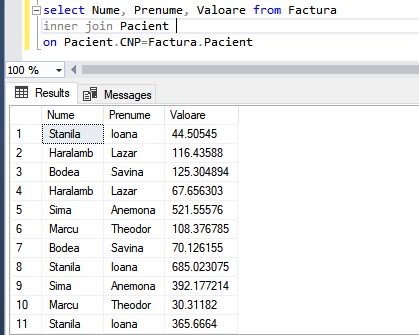 select Nume, Prenume, Valoare from Factura
inner join Pacient
on Pacient.CNP=Factura.Pacient
100 %
Results Messages
Nume Prenume Valoare
1 Stanila Ioana 44.50545
2 Haralamb Lazar 116.43588
3 Bodea Savina 125.304894
4 Haralamb Lazar 67.656303
5 Sima Anemona 521.55576
6 Marcu Theodor 108.376785
7 Bodea Savina 70.126155
8 Stanila Ioana 685.023075
9 Sima Anemona 392.177214
10 Marcu Theodor 30.31182
11 Stanila Ioana 365.6664